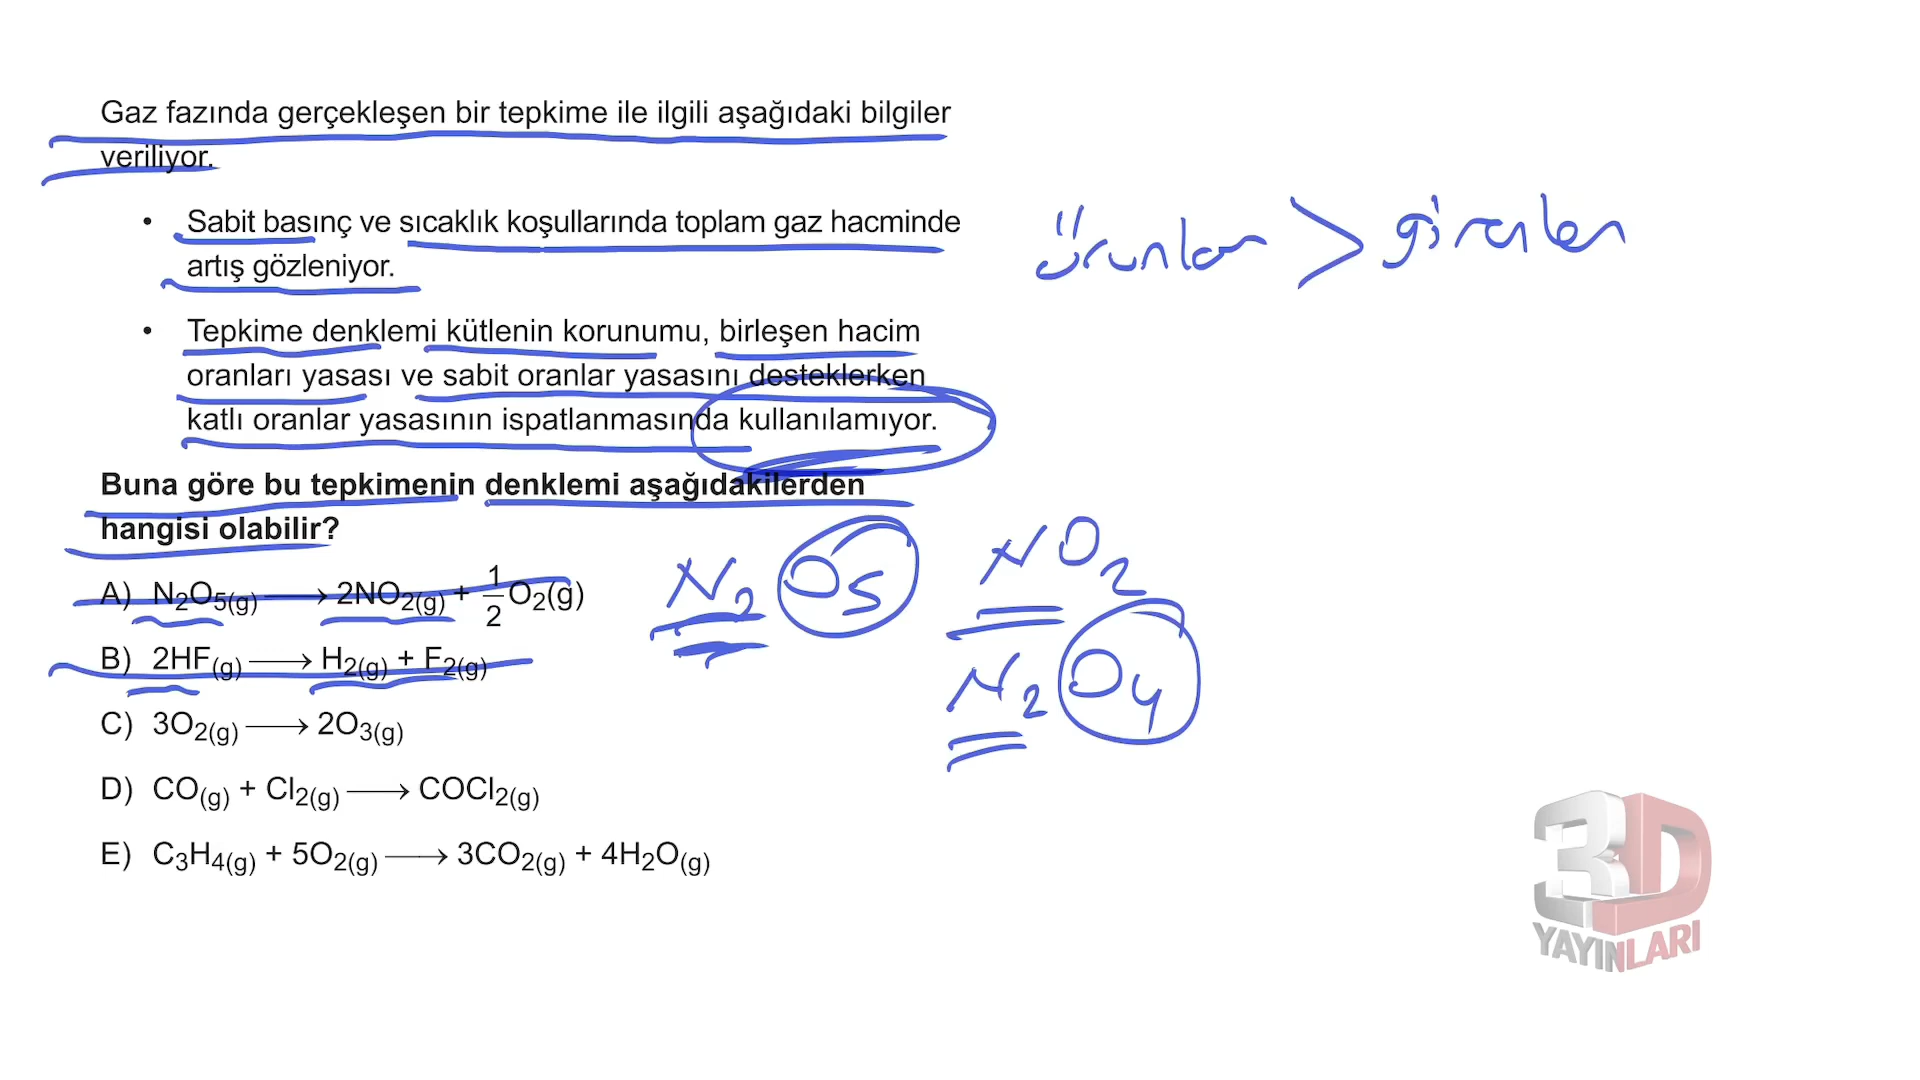 Gaz fazında gerçekleşen bir tepkime ile ilgili aşağıdaki bilgiler
veriliyor.
• Sabit basınç ve sıcaklık koşullarında toplam gaz hacminde
artış gözleniyor.
ürünler > girenler
• Tepkime denklemi kütlenin korunumu, birleşen hacim
oranları yasası ve sabit oranlar yasasını desteklerken
katlı oranlar yasasının ispatlanmasında kullanılamıyor.
Buna göre bu tepkimenin denklemi aşağıdakilerden
hangisi olabilir?
A) N₂O₅(g) ⟶ 2NO₂(g) + 1/2 O₂(g)
N₂O₅ NO₂
N₂O₄
B) 2HF(g) ⟶ H₂(g) + F₂(g)
C) 3O₂(g) ⟶ 2O₃(g)
D) CO(g) + Cl₂(g) ⟶ COCl₂(g)
E) C₃H₄(g) + 5O₂(g) ⟶ 3CO₂(g) + 4H₂O(g)
3D
YAYINLARI